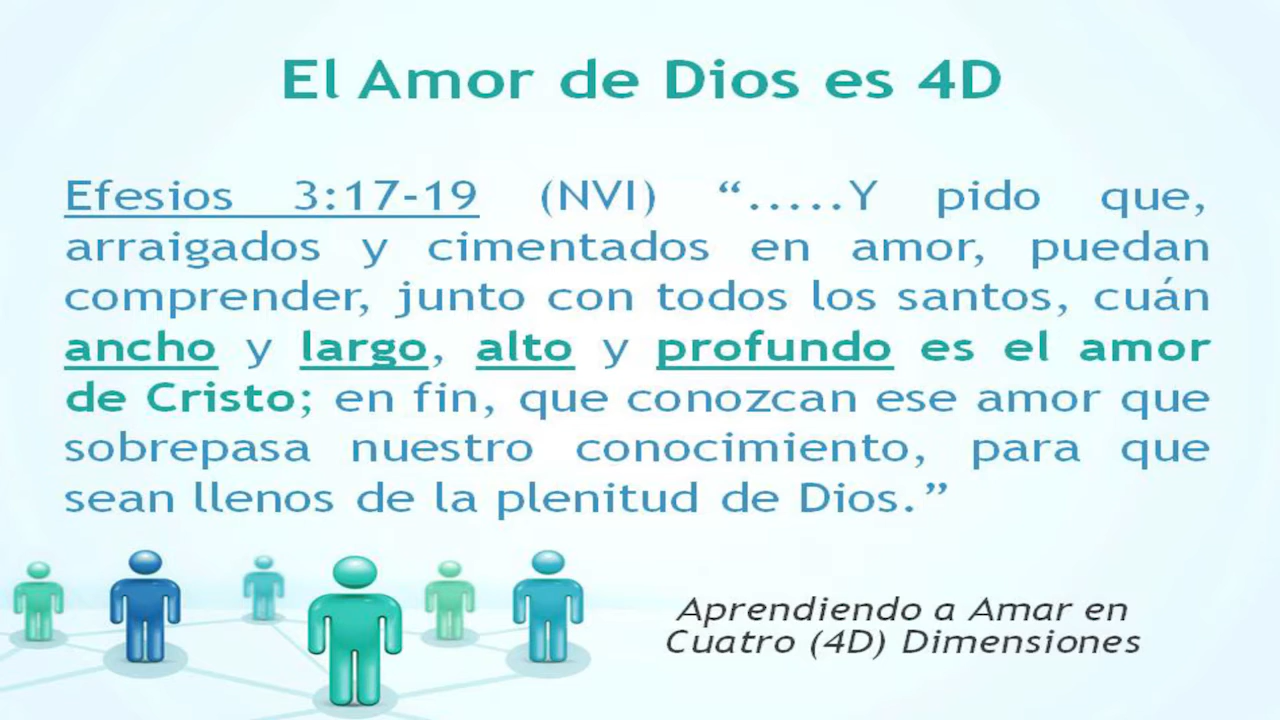 El Amor de Dios es 4D
Efesios 3:17-19 (NVI) “.....Y pido que,
arraigados y cimentados en amor, puedan
comprender, junto con todos los santos, cuán
ancho y largo, alto y profundo es el amor
de Cristo; en fin, que conozcan ese amor que
sobrepasa nuestro conocimiento, para que
sean llenos de la plenitud de Dios.”
Aprendiendo a Amar en
Cuatro (4D) Dimensiones